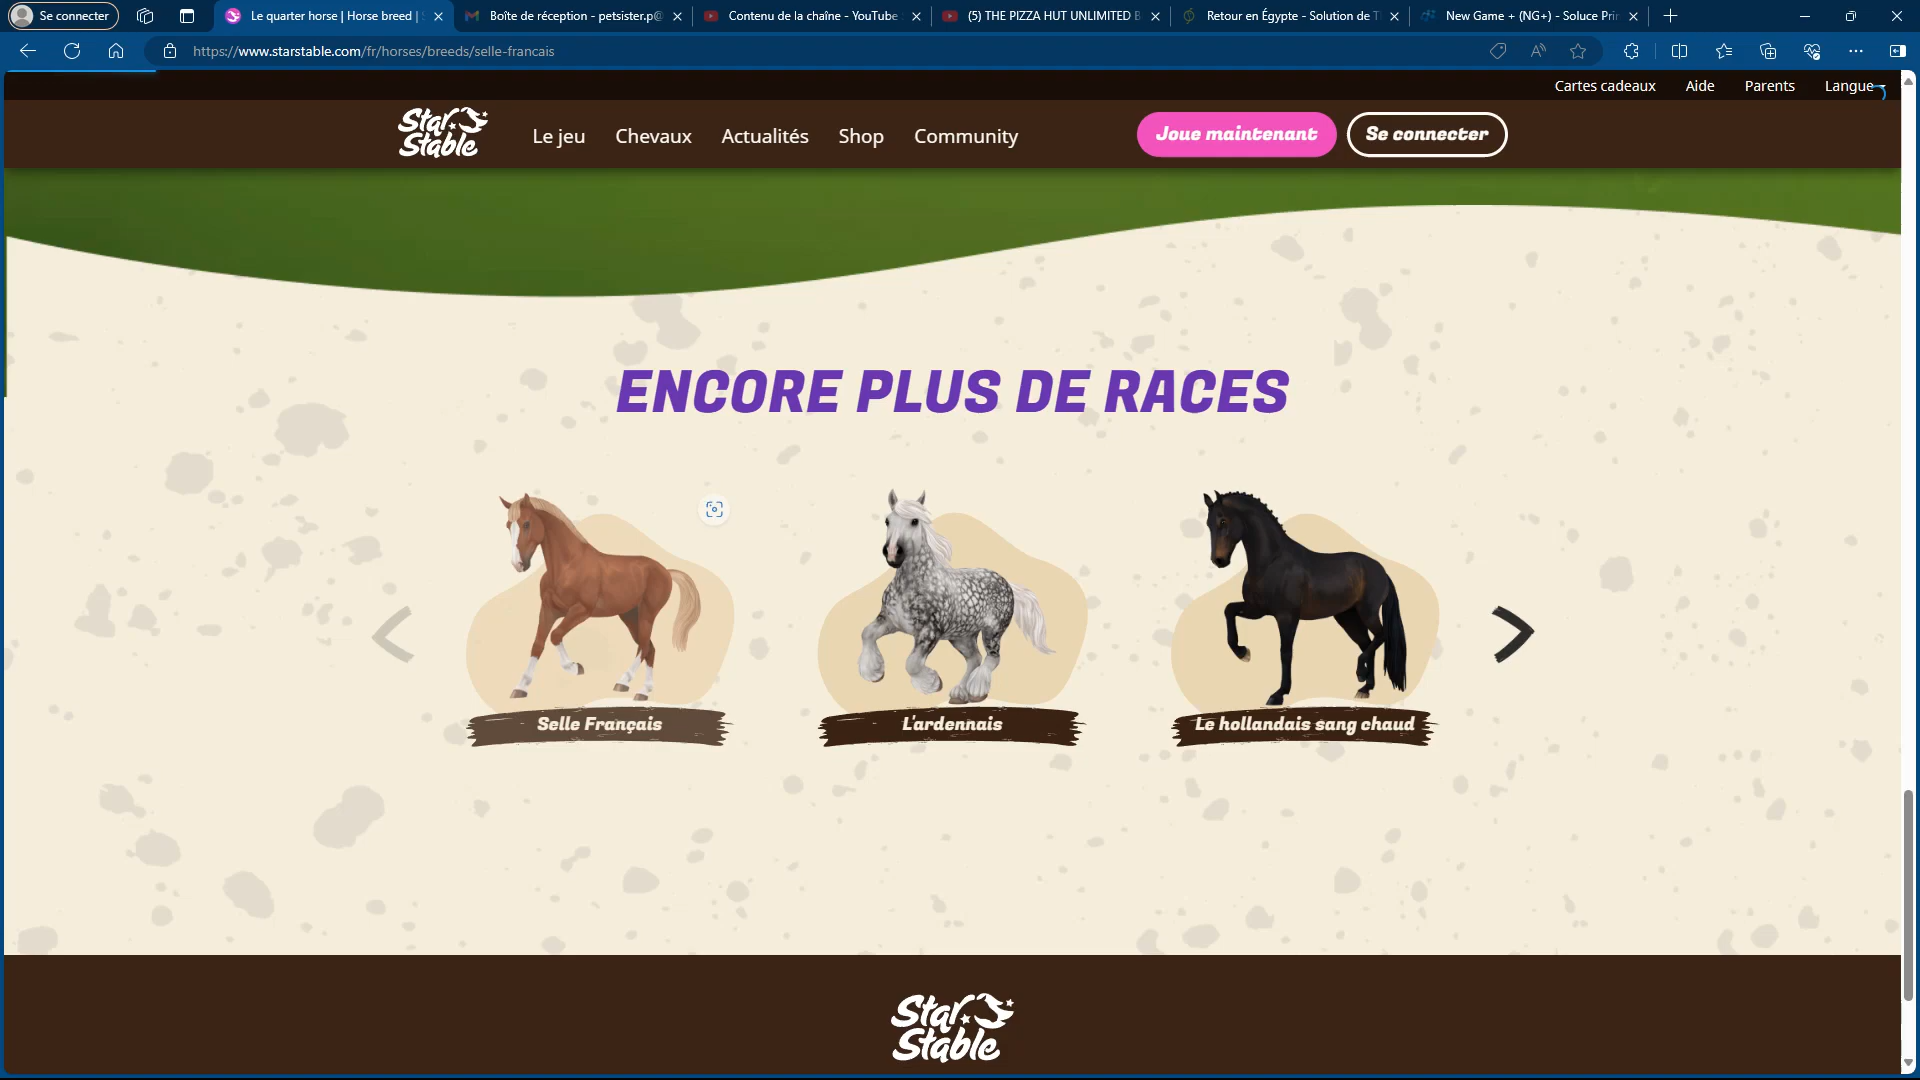 Se connecter
Le quarter horse | Horse breed |
Boîte de réception - petsister.p@
Contenu de la chaîne - YouTube
(5) THE PIZZA HUT UNLIMITED B
Retour en Égypte - Solution de T
New Game + (NG+) - Soluce Prin
https://www.starstable.com/fr/horses/breeds/selle-francais
Cartes cadeaux
Aide
Parents
Langue
Star Stable
Le jeu
Chevaux
Actualités
Shop
Community
Joue maintenant
Se connecter
ENCORE PLUS DE RACES
Selle Français
L'ardennais
Le hollandais sang chaud
Star Stable